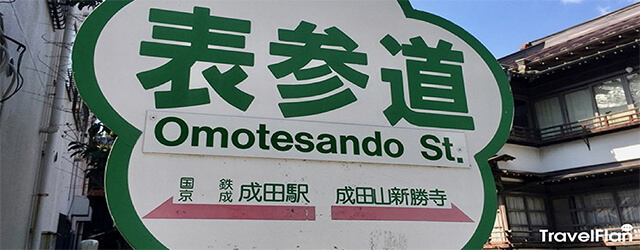 表参道
Omotesando St.
国鉄
京成
成田駅 成田山新勝寺
TravelFlan